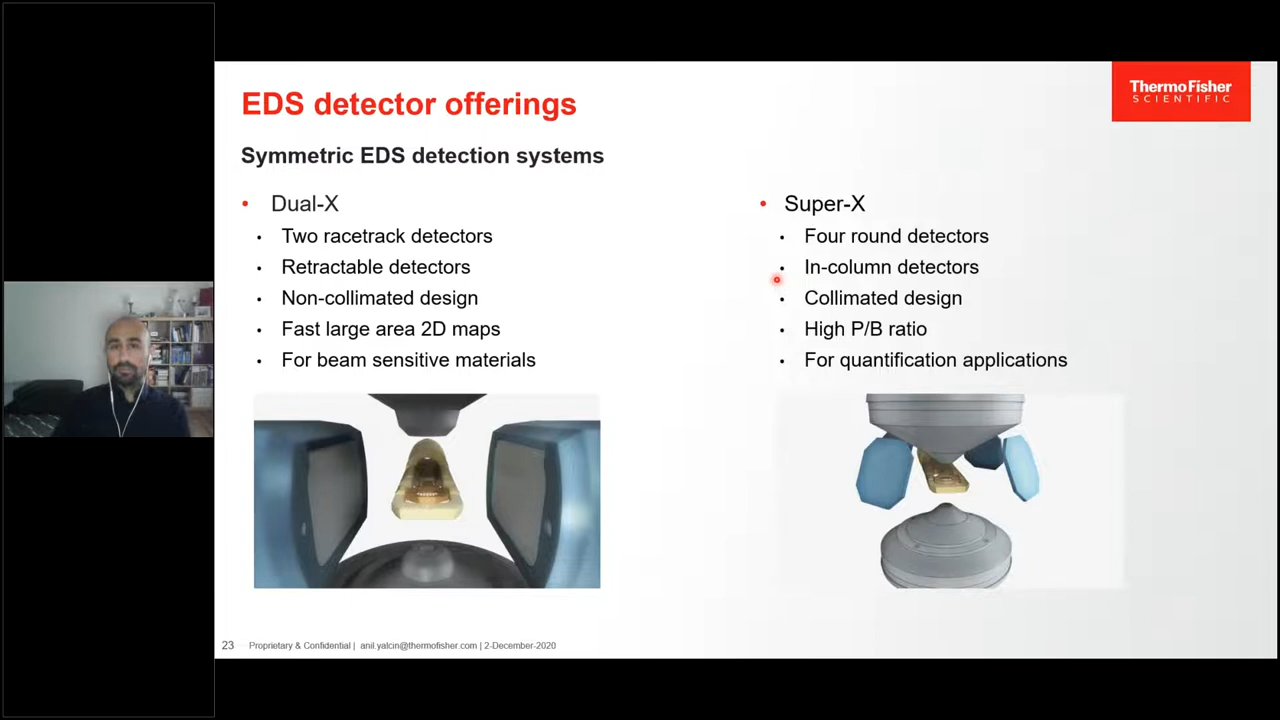 EDS detector offerings
ThermoFisher
SCIENTIFIC
Symmetric EDS detection systems
• Dual-X
• Two racetrack detectors
• Retractable detectors
• Non-collimated design
• Fast large area 2D maps
• For beam sensitive materials
• Super-X
• Four round detectors
• In-column detectors
• Collimated design
• High P/B ratio
• For quantification applications
23 Proprietary & Confidential | anil.yalcin@thermofisher.com | 2-December-2020